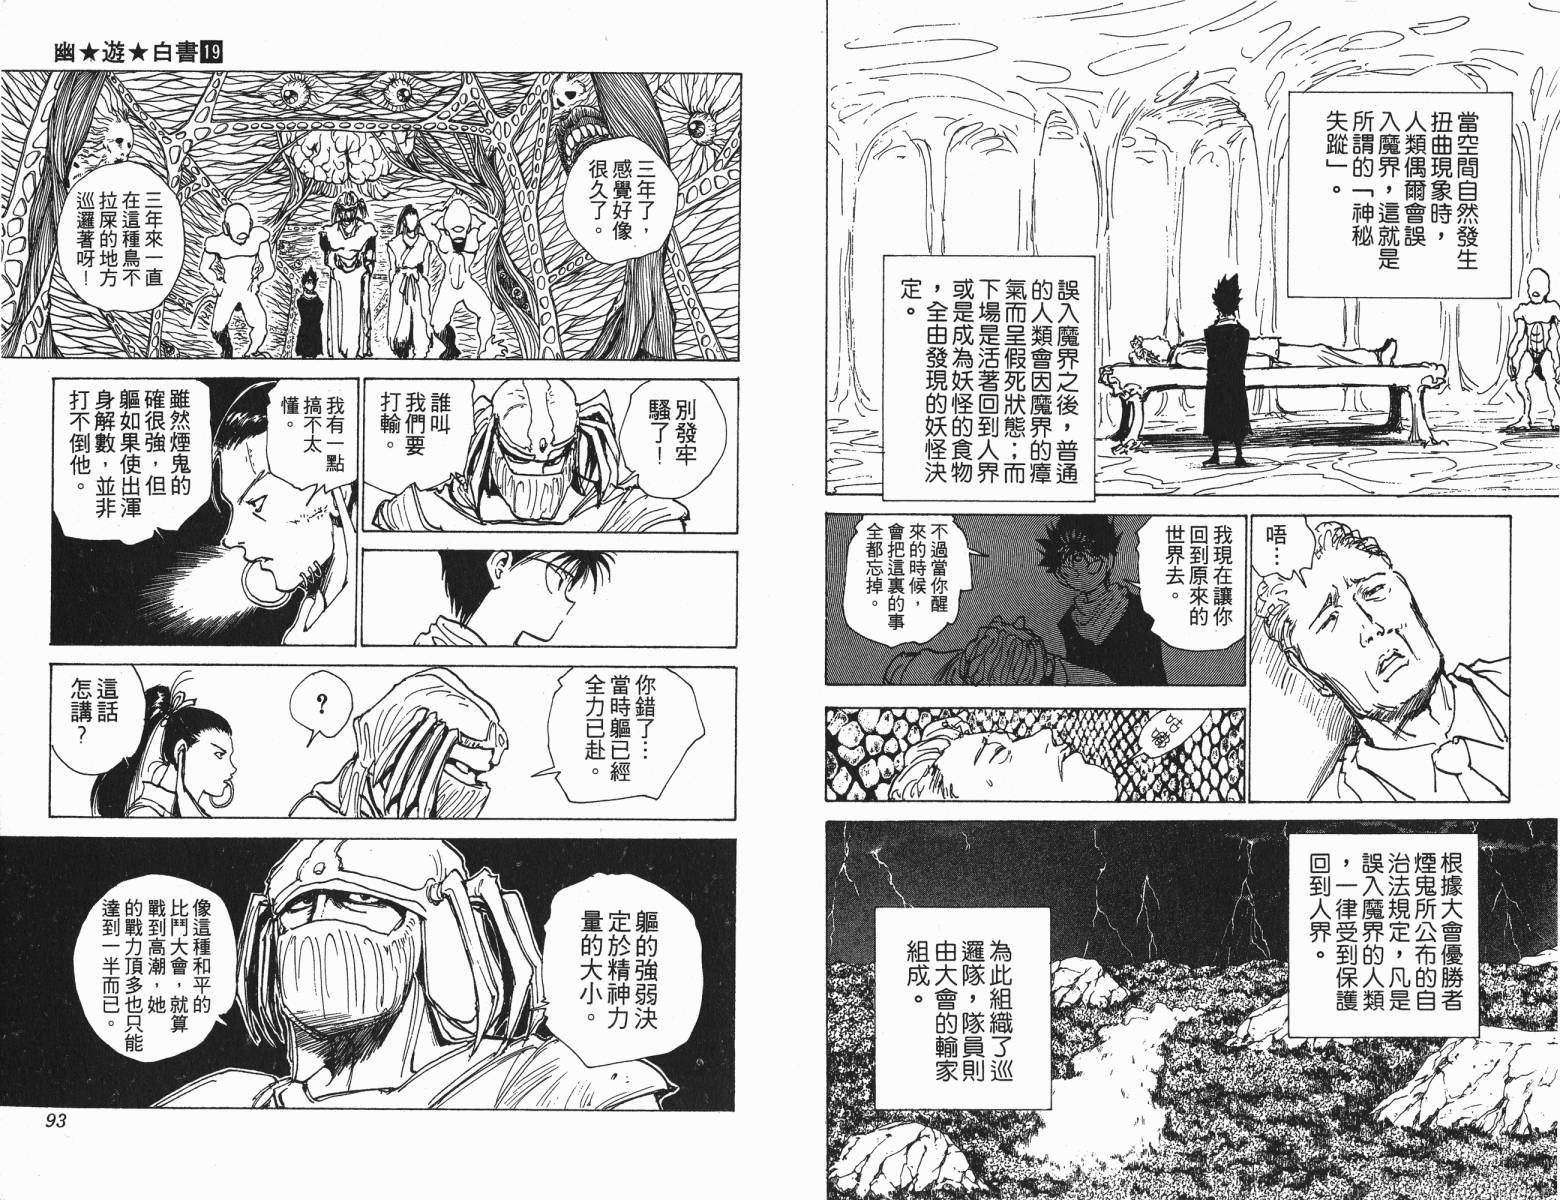 當空間自然發生
扭曲現象時，
人類偶爾會誤
入魔界，這就是
所謂的「神秘
失蹤」。
誤入魔界之後，普通
的人類會因魔界的瘴
氣而呈假死狀態；而
下場是活著回到人界
或是成為妖怪的食物
，全由發現的妖怪決
定。
唔…
我現在讓你
回到原來的
世界去。
不過當你醒
來的時候，
會把這裏的事
全都忘掉。
根據大會優勝者
煙鬼所公布的自
治法規定，凡是
誤入魔界的人類
，一律受到保護
回到人界。
為此組織了巡
邏隊，隊員則
由大會的輸家
組成。
幽★遊★白書19
三年了，
感覺好像
很久了。
三年來一直
在這種鳥不
拉屎的地方
巡邏著呀！
別發牢
騷了！
誰叫
我們要
打輸。
我有一點
搞不太
懂。
雖然煙鬼的
確很強，但
軀如果使出渾
身解數，並非
打不倒他。
你錯了…
當時軀已經
全力已赴。
？
這話
怎講？
軀的強弱決
定於精神力
量的大小。
像這種和平的
比鬥大會，就算
戰到高潮，她
的戰力頂多也只能
達到一半而已。
93